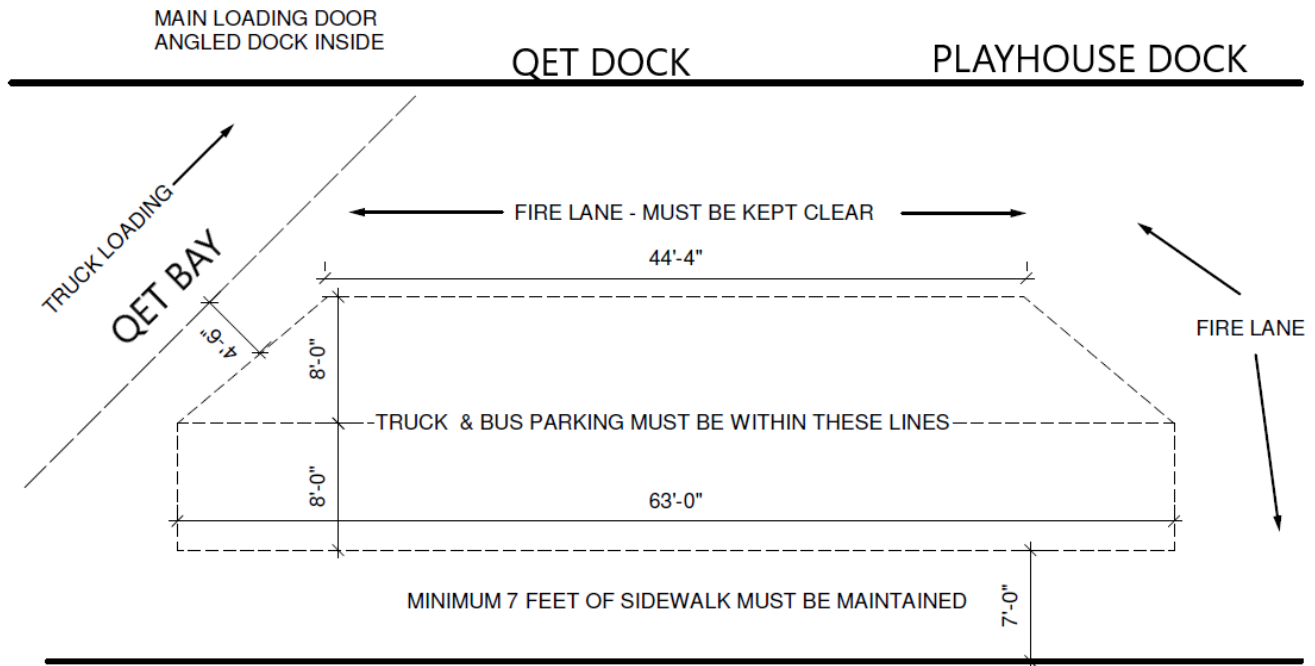 MAIN LOADING DOOR
ANGLED DOCK INSIDE
QET DOCK
PLAYHOUSE DOCK
TRUCK LOADING
QET BAY
FIRE LANE - MUST BE KEPT CLEAR
44'-4"
FIRE LANE
4'-6"
8'-0"
TRUCK & BUS PARKING MUST BE WITHIN THESE LINES
8'-0"
63'-0"
MINIMUM 7 FEET OF SIDEWALK MUST BE MAINTAINED
7'-0"